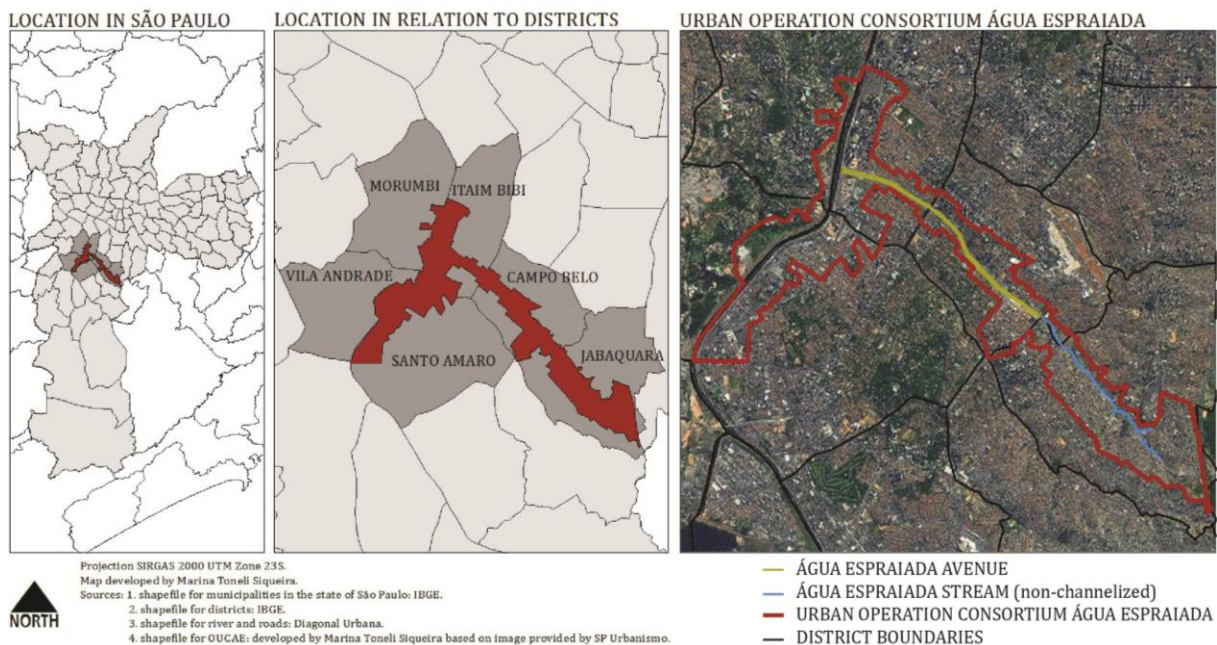 LOCATION IN SÃO PAULO
LOCATION IN RELATION TO DISTRICTS
URBAN OPERATION CONSORTIUM ÁGUA ESPRAIADA
MORUMBI
ITAIM BIBI
VILA ANDRADE
CAMPO BELO
SANTO AMARO
JABAQUARA
NORTH
Projection SIRGAS 2000 UTM Zone 23S.
Map developed by Marina Toneli Siqueira.
Sources: 1. shapefile for municipalities in the state of São Paulo: IBGE.
2. shapefile for districts: IBGE.
3. shapefile for river and roads: Diagonal Urbana.
4. shapefile for OUCAE: developed by Marina Toneli Siqueira based on image provided by SP Urbanismo.
ÁGUA ESPRAIADA AVENUE
ÁGUA ESPRAIADA STREAM (non-channelized)
URBAN OPERATION CONSORTIUM ÁGUA ESPRAIADA
DISTRICT BOUNDARIES